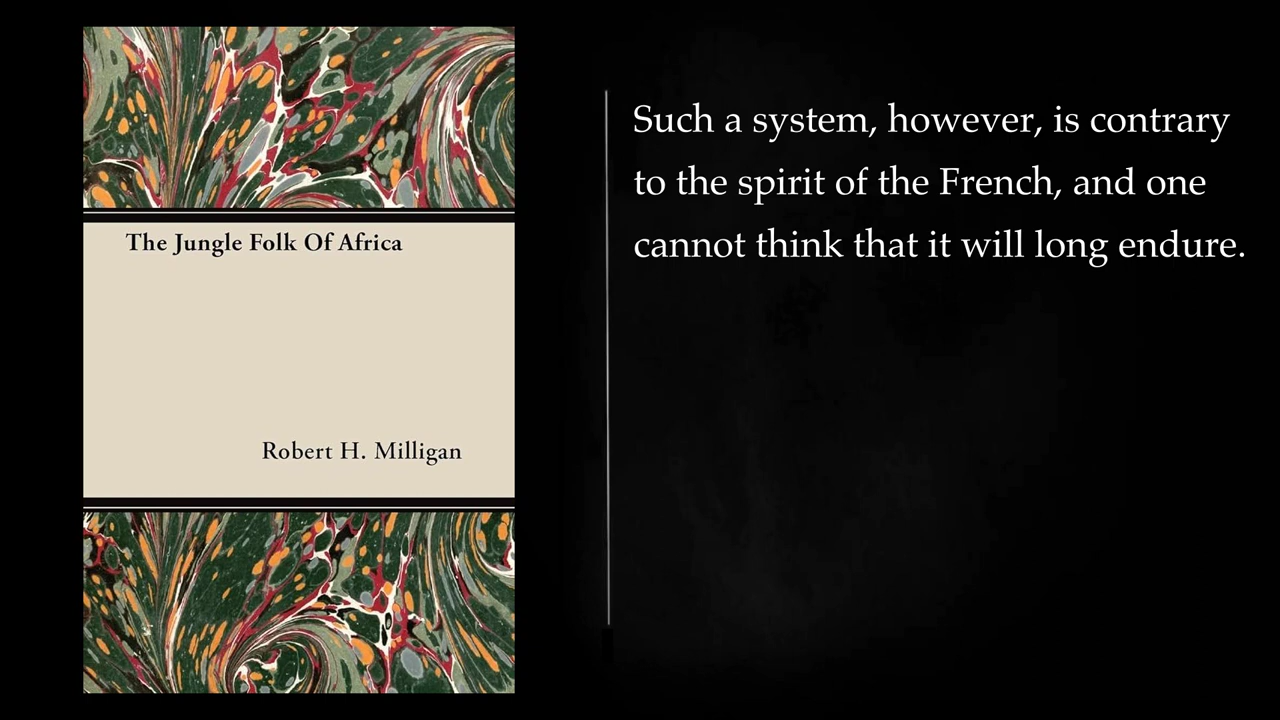 The Jungle Folk Of Africa
Robert H. Milligan
Such a system, however, is contrary
to the spirit of the French, and one
cannot think that it will long endure.